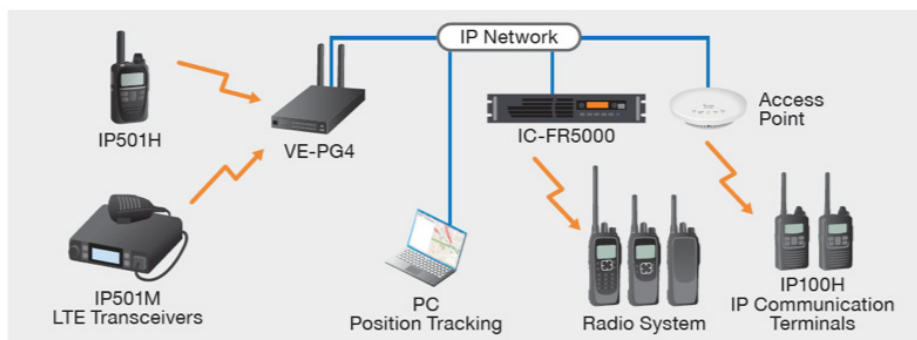 IP Network
IP501H
VE-PG4
IC-FR5000
Access
Point
IP501M
LTE Transceivers
PC
Position Tracking
Radio System
IP100H
IP Communication
Terminals